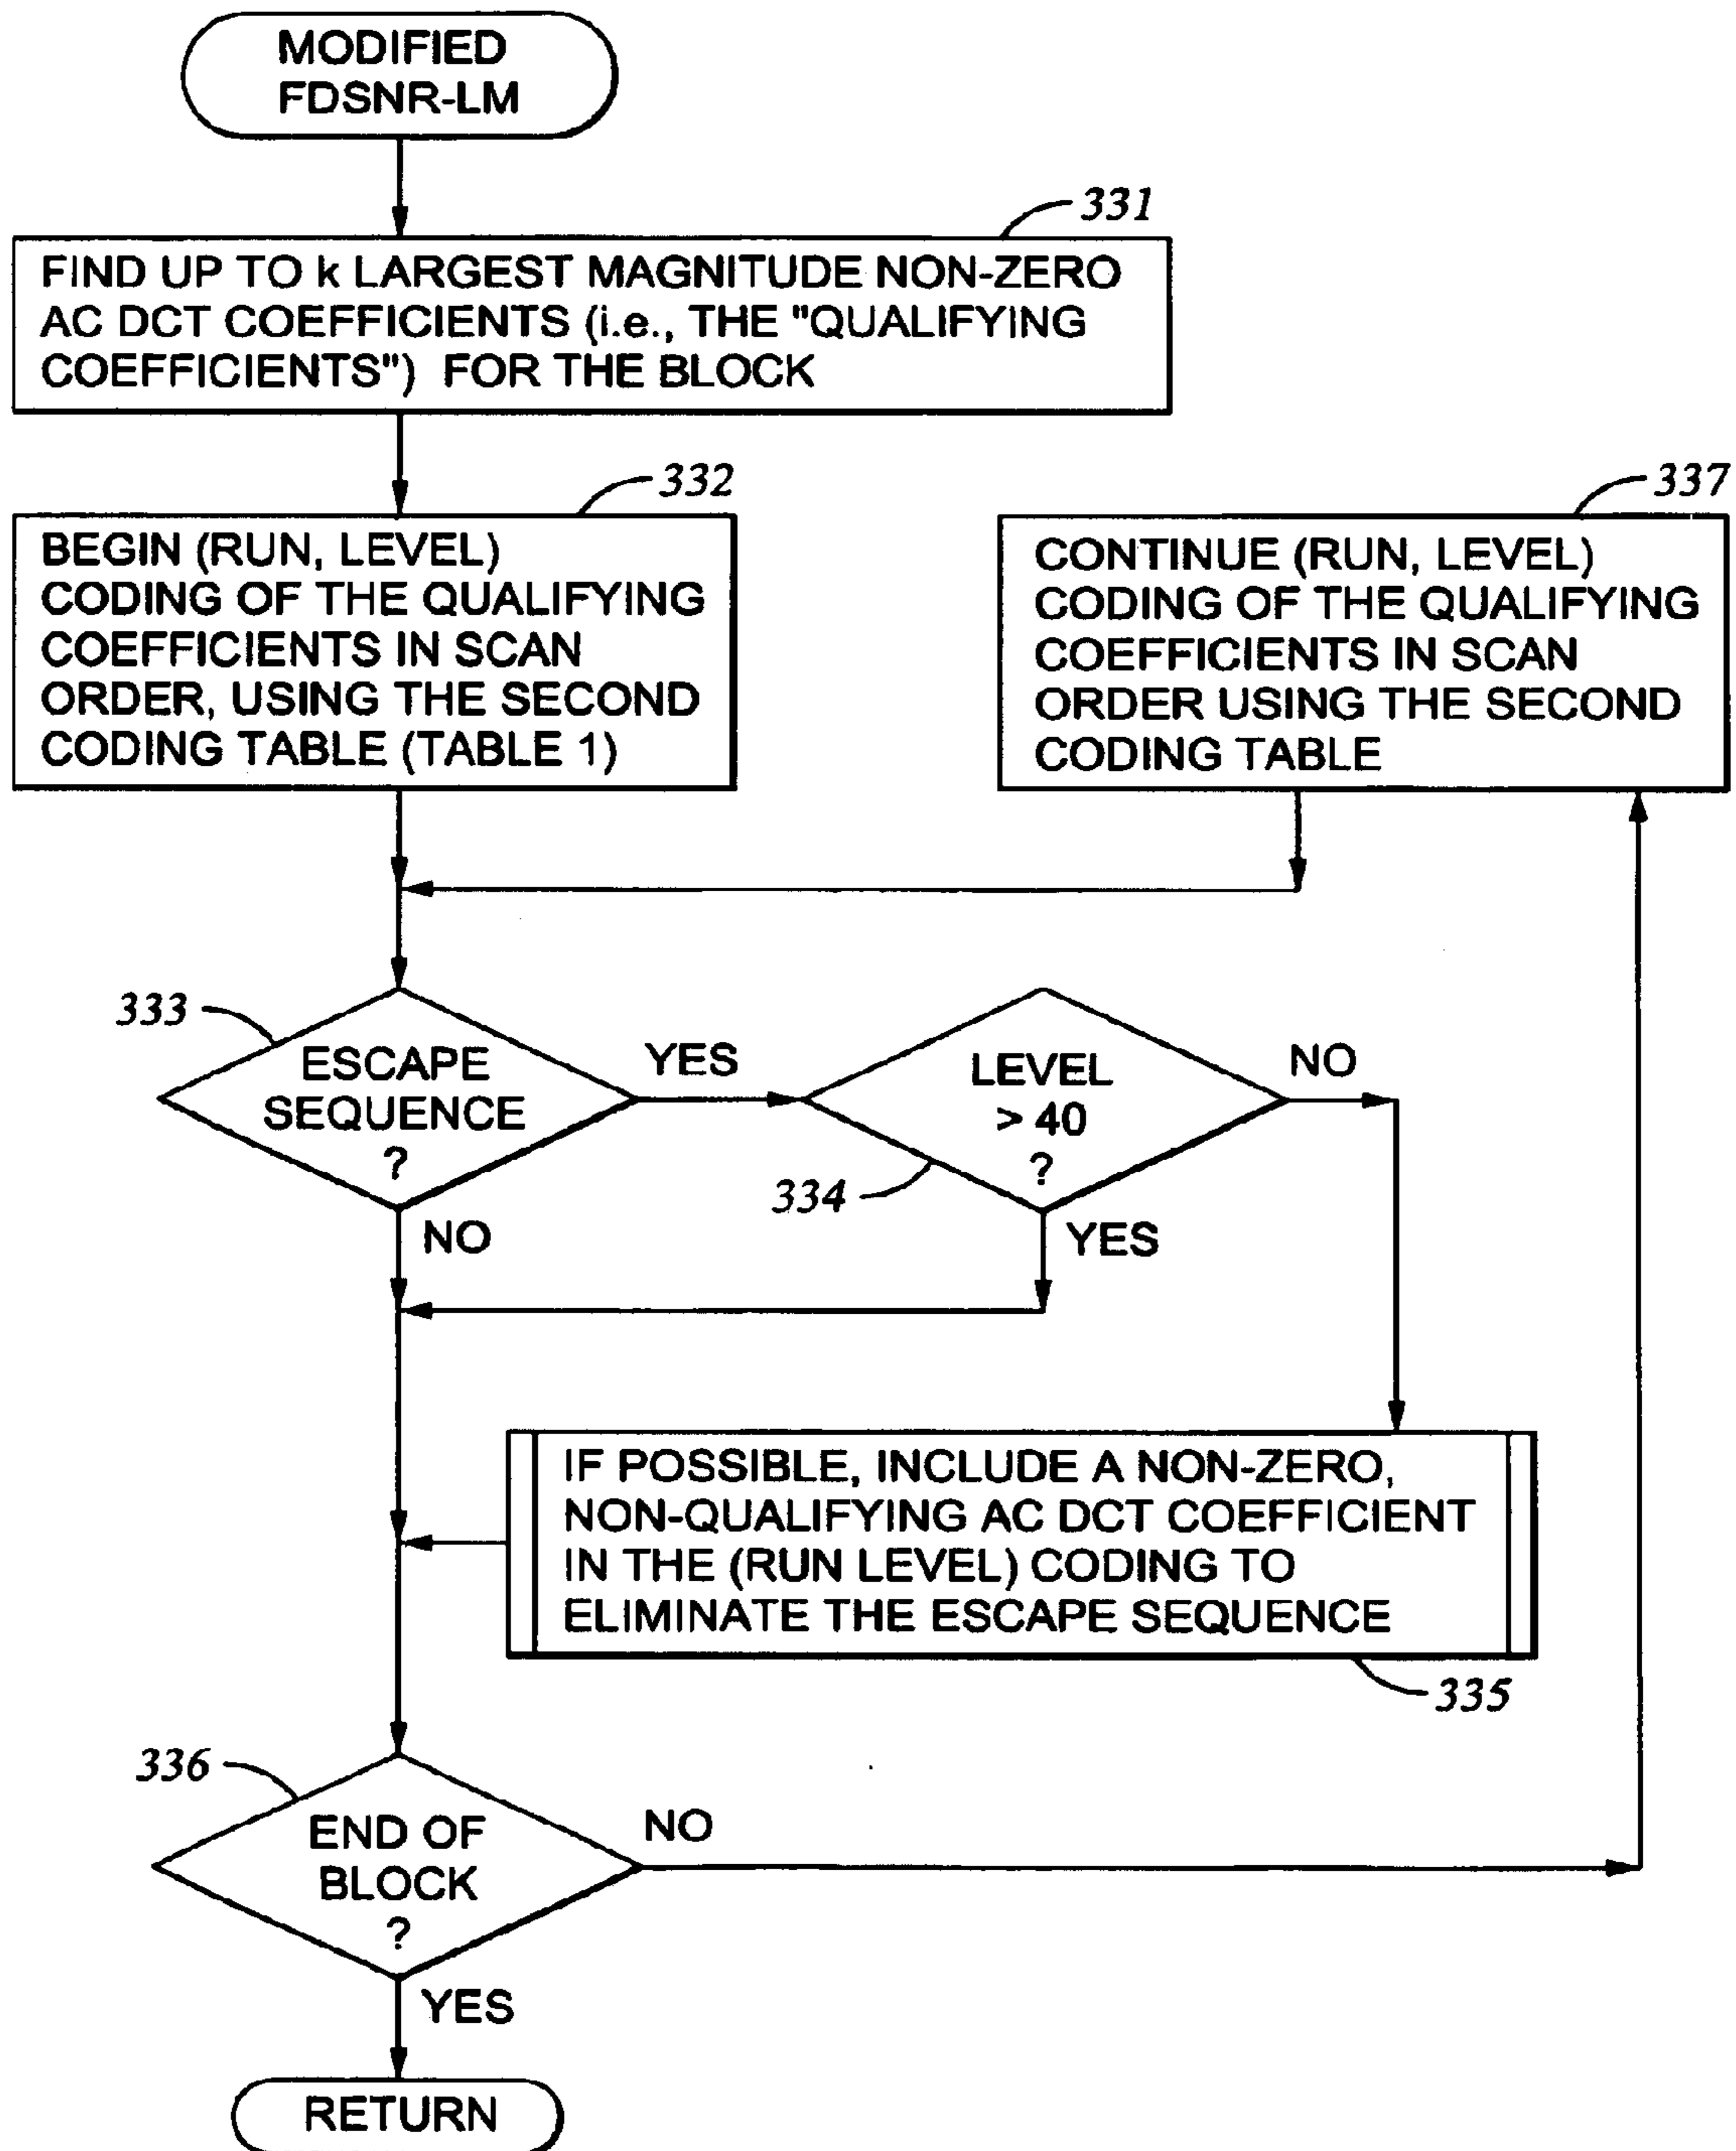 MODIFIED
FDSNR-LM
331
FIND UP TO k LARGEST MAGNITUDE NON-ZERO
AC DCT COEFFICIENTS (i.e., THE "QUALIFYING
COEFFICIENTS") FOR THE BLOCK
332
BEGIN (RUN, LEVEL)
CODING OF THE QUALIFYING
COEFFICIENTS IN SCAN
ORDER, USING THE SECOND
CODING TABLE (TABLE 1)
337
CONTINUE (RUN, LEVEL)
CODING OF THE QUALIFYING
COEFFICIENTS IN SCAN
ORDER USING THE SECOND
CODING TABLE
333
ESCAPE
SEQUENCE
?
YES
NO
LEVEL
> 40
?
334
NO
YES
IF POSSIBLE, INCLUDE A NON-ZERO,
NON-QUALIFYING AC DCT COEFFICIENT
IN THE (RUN LEVEL) CODING TO
ELIMINATE THE ESCAPE SEQUENCE
335
336
END OF
BLOCK
?
NO
YES
RETURN